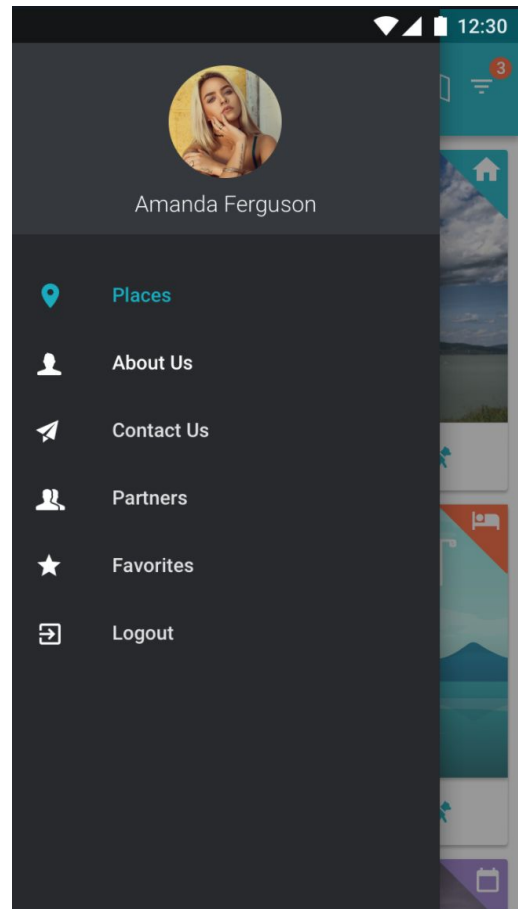 12:30
3
Amanda Ferguson
Places
About Us
Contact Us
Partners
Favorites
Logout